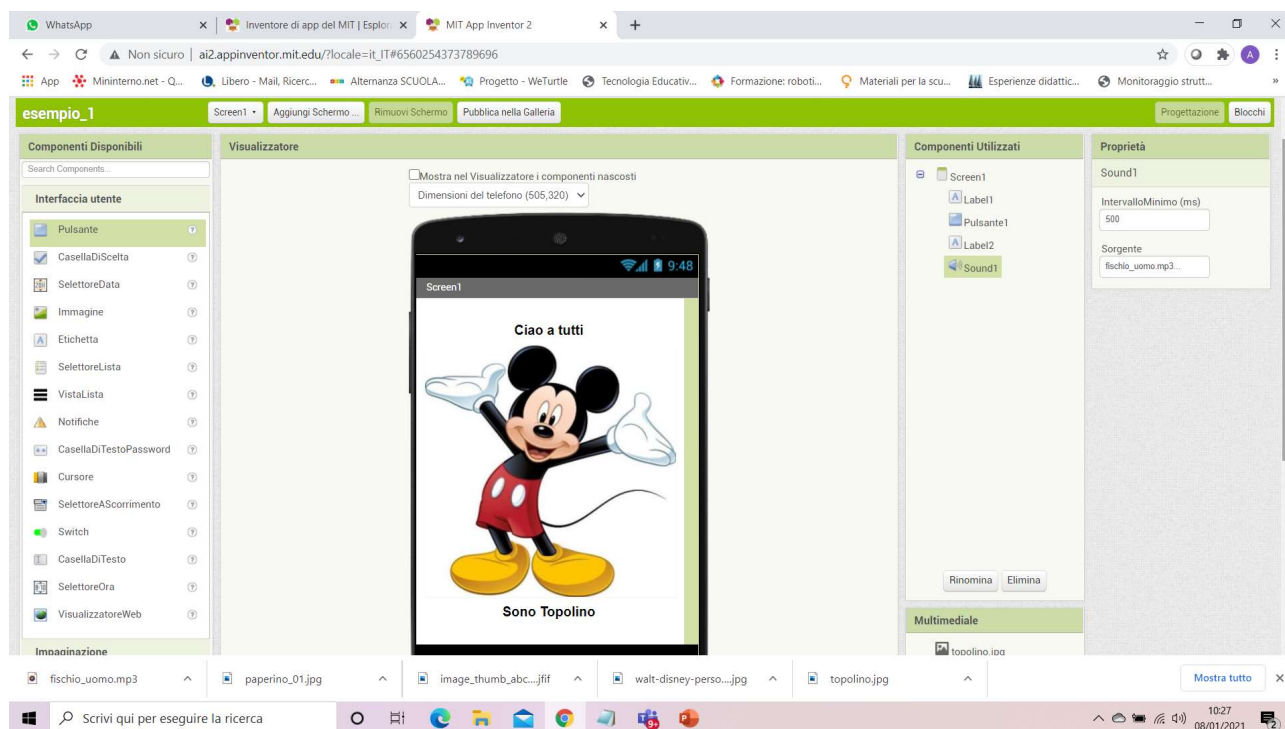 WhatsApp
Inventore di app del MIT | Esplor
MIT App Inventor 2
Non sicuro
ai2.appinventor.mit.edu/?locale=it_IT#6560254373789696
App
Mininterno.net - Q...
Libero - Mail, Ricerc...
Alternanza SCUOLA...
Progetto - WeTurtle
Tecnologia Educativ...
Formazione: roboti...
Materiali per la scu...
Esperienze didattic...
Monitoraggio strutt...
esempio_1
Screen1
Aggiungi Schermo ...
Rimuovi Schermo
Pubblica nella Galleria
Progettazione
Blocchi
Componenti Disponibili
Search Components...
Interfaccia utente
Pulsante
CasellaDiScelta
SelettoreData
Immagine
Etichetta
SelettoreLista
VistaLista
Notifiche
CasellaDiTestoPassword
Cursore
SelettoreAScorrimento
Switch
CasellaDiTesto
SelettoreOra
VisualizzatoreWeb
Impaginazione
Visualizzatore
Mostra nel Visualizzatore i componenti nascosti
Dimensioni del telefono (505,320)
9:48
Screen1
Ciao a tutti
Sono Topolino
Componenti Utilizzati
Screen1
Label1
Pulsante1
Label2
Sound1
Rinomina
Elimina
Multimediale
topolino.jpg
Proprietà
Sound1
IntervalloMinimo (ms)
500
Sorgente
fischio_uomo.mp3...
fischio_uomo.mp3
paperino_01.jpg
image_thumb_abc....jfif
walt-disney-perso....jpg
topolino.jpg
Mostra tutto
Scrivi qui per eseguire la ricerca
10:27
08/01/2021